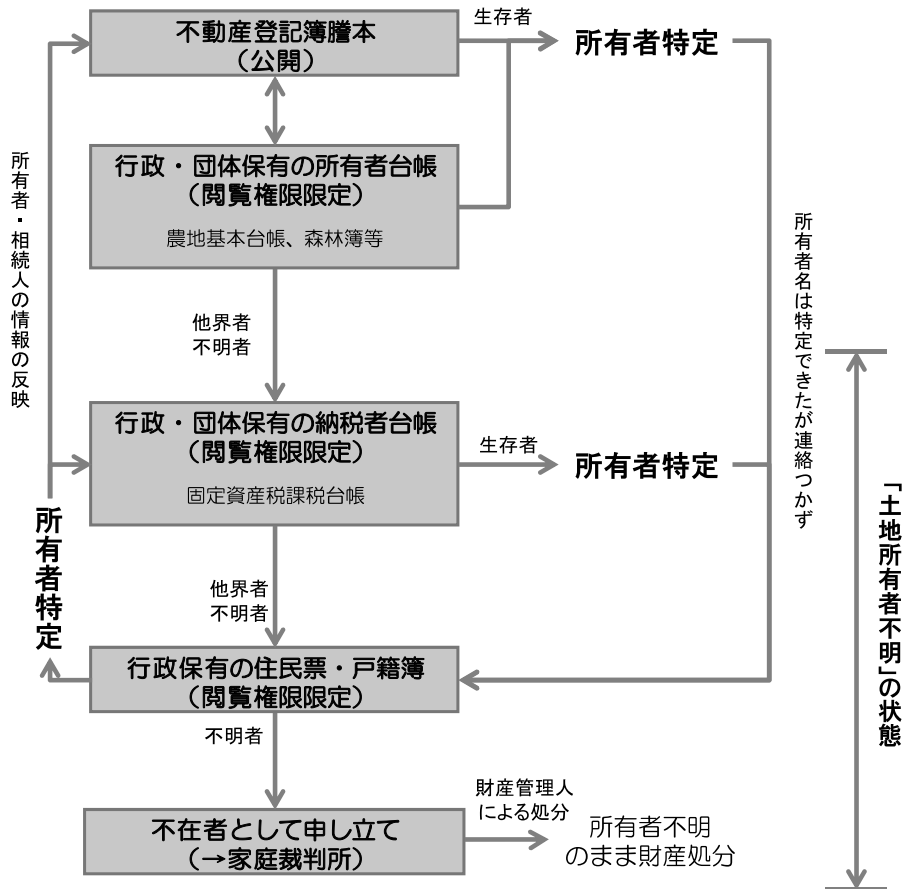 不動産登記簿謄本
（公開）
生存者
所有者特定
行政・団体保有の所有者台帳
（閲覧権限限定）
農地基本台帳、森林簿等
所有者・相続人の情報の反映
他界者
不明者
所有者名は特定できたが連絡つかず
行政・団体保有の納税者台帳
（閲覧権限限定）
固定資産税課税台帳
生存者
所有者特定
所有者特定
「土地所有者不明」の状態
他界者
不明者
行政保有の住民票・戸籍簿
（閲覧権限限定）
不明者
不在者として申し立て
（→家庭裁判所）
財産管理人
による処分
所有者不明
のまま財産処分